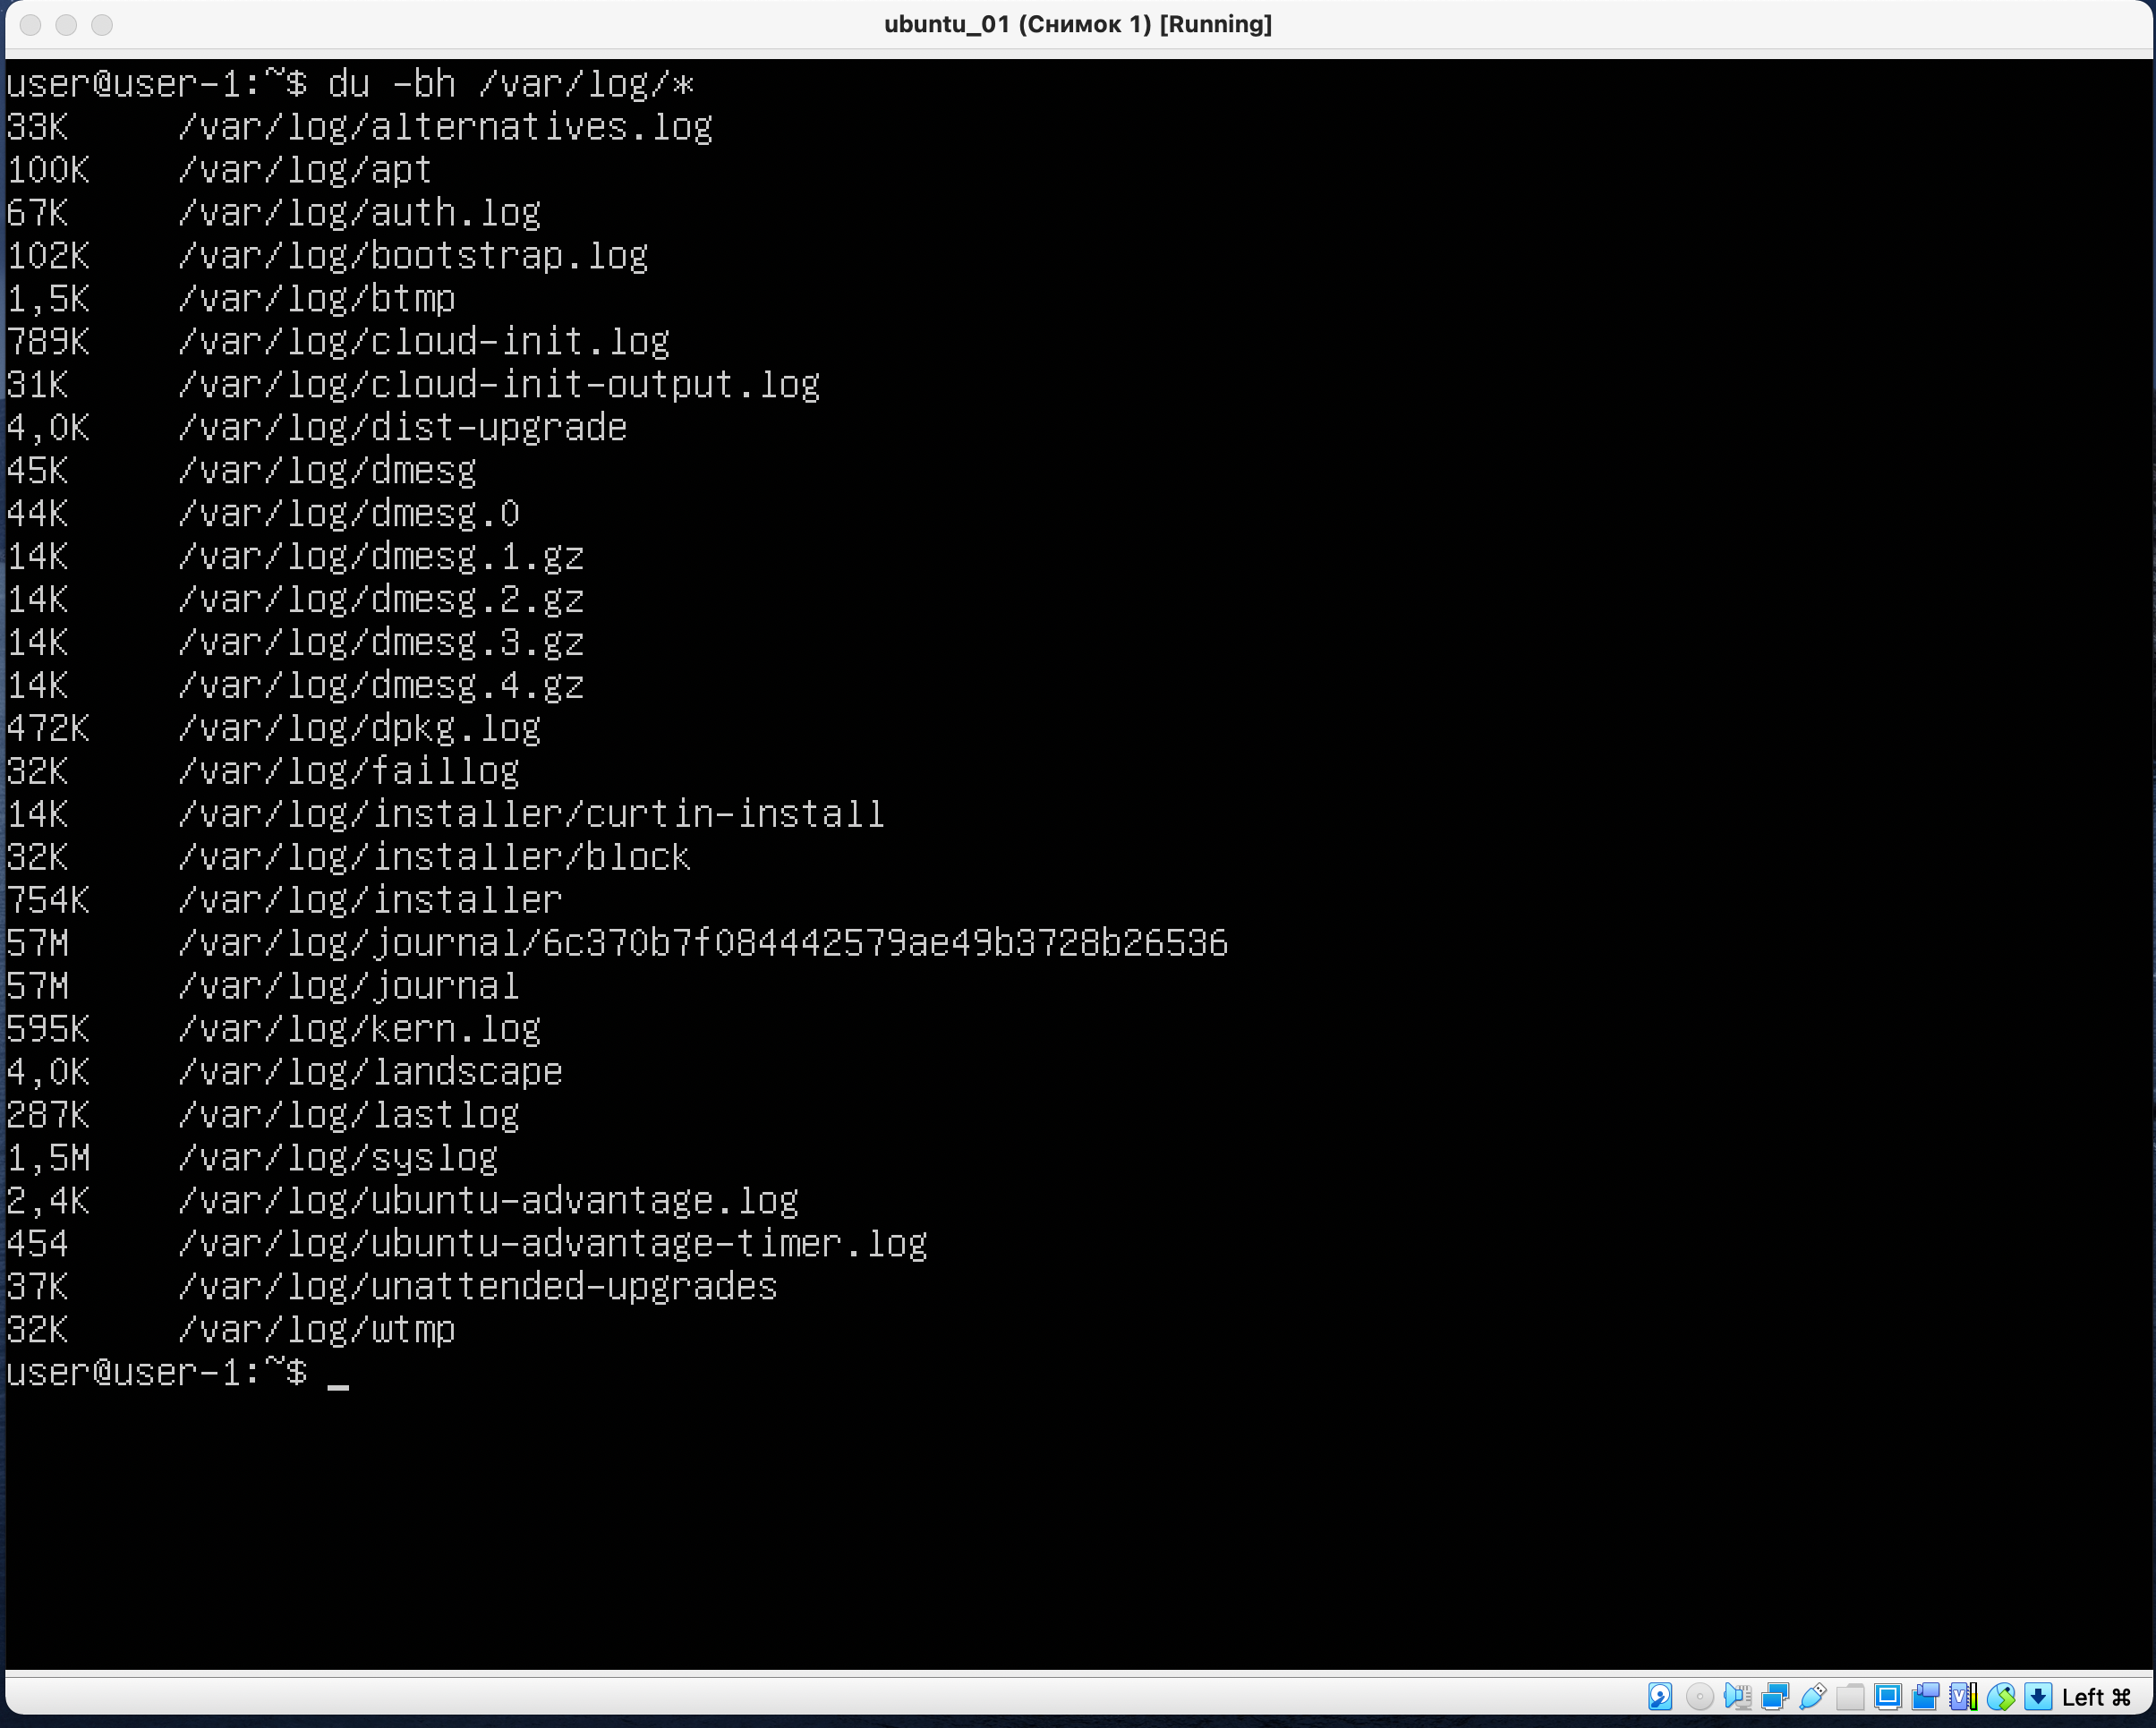 ubuntu_01 (Снимок 1) [Running]
user@user-1:~$ du -bh /var/log/*
33K /var/log/alternatives.log
100K /var/log/apt
67K /var/log/auth.log
102K /var/log/bootstrap.log
1,5K /var/log/btmp
789K /var/log/cloud-init.log
31K /var/log/cloud-init-output.log
4,0K /var/log/dist-upgrade
45K /var/log/dmesg
44K /var/log/dmesg.0
14K /var/log/dmesg.1.gz
14K /var/log/dmesg.2.gz
14K /var/log/dmesg.3.gz
14K /var/log/dmesg.4.gz
472K /var/log/dpkg.log
32K /var/log/faillog
14K /var/log/installer/curtin-install
32K /var/log/installer/block
754K /var/log/installer
57M /var/log/journal/6c370b7f084442579ae49b3728b26536
57M /var/log/journal
595K /var/log/kern.log
4,0K /var/log/landscape
287K /var/log/lastlog
1,5M /var/log/syslog
2,4K /var/log/ubuntu-advantage.log
454 /var/log/ubuntu-advantage-timer.log
37K /var/log/unattended-upgrades
32K /var/log/wtmp
user@user-1:~$ _
Left ⌘